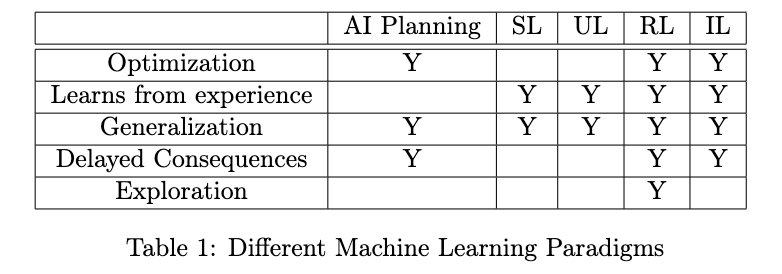 AI Planning SL UL RL IL
Optimization Y Y Y
Learns from experience Y Y Y Y
Generalization Y Y Y Y Y
Delayed Consequences Y Y Y
Exploration Y
Table 1: Different Machine Learning Paradigms